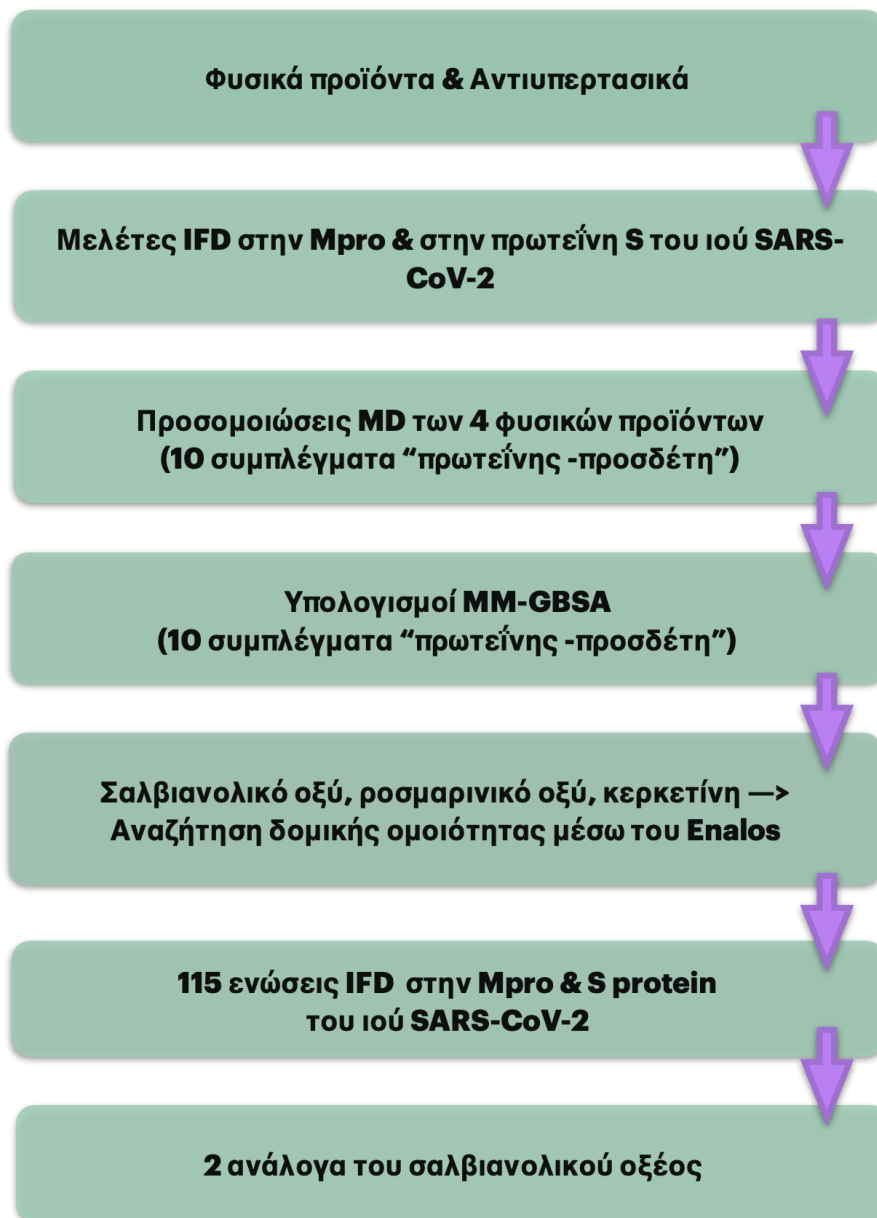 Φυσικά προϊόντα & Αντιυπερτασικά
Μελέτες IFD στην Mpro & στην πρωτεΐνη S του ιού SARS-
CoV-2
Προσομοιώσεις MD των 4 φυσικών προϊόντων
(10 συμπλέγματα “πρωτεΐνης -προσδέτη”)
Υπολογισμοί MM-GBSA
(10 συμπλέγματα “πρωτεΐνης -προσδέτη”)
Σαλβιανολικό οξύ, ροσμαρινικό οξύ, κερκετίνη —>
Αναζήτηση δομικής ομοιότητας μέσω του Enalos
115 ενώσεις IFD στην Mpro & S protein
του ιού SARS-CoV-2
2 ανάλογα του σαλβιανολικού οξέος